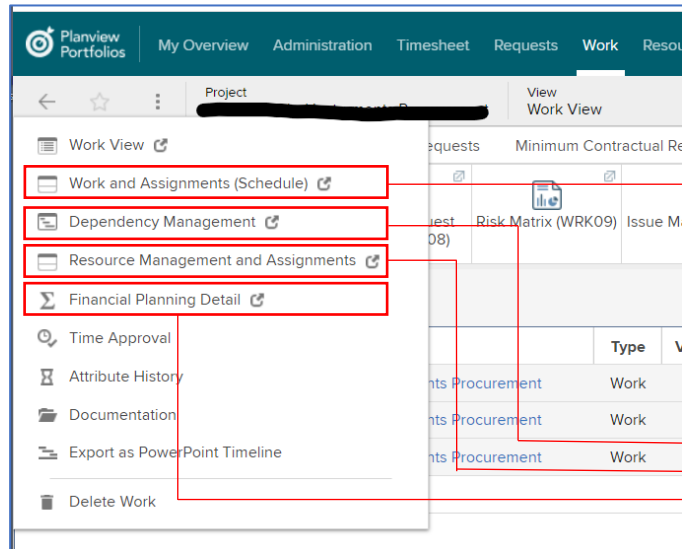 Planview
Portfolios
My Overview Administration Timesheet Requests Work Resou
Project
View
Work View
Work View
equests Minimum Contractual Re
Work and Assignments (Schedule)
Dependency Management
uest Risk Matrix (WRK09) Issue Ma
08)
Resource Management and Assignments
Financial Planning Detail
Time Approval
Type V
Attribute History
nts Procurement Work
Documentation
nts Procurement Work
Export as PowerPoint Timeline
nts Procurement Work
Delete Work